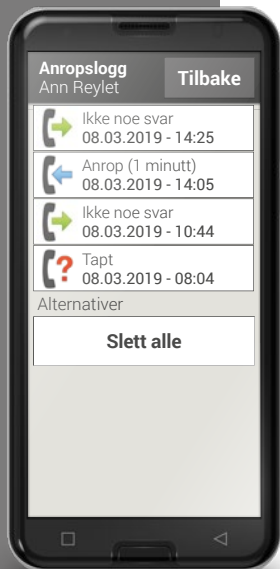 Anropslogg
Ann Reylet
Tilbake
Ikke noe svar
08.03.2019 - 14:25
Anrop (1 minutt)
08.03.2019 - 14:05
Ikke noe svar
08.03.2019 - 10:44
Tapt
08.03.2019 - 08:04
Alternativer
Slett alle